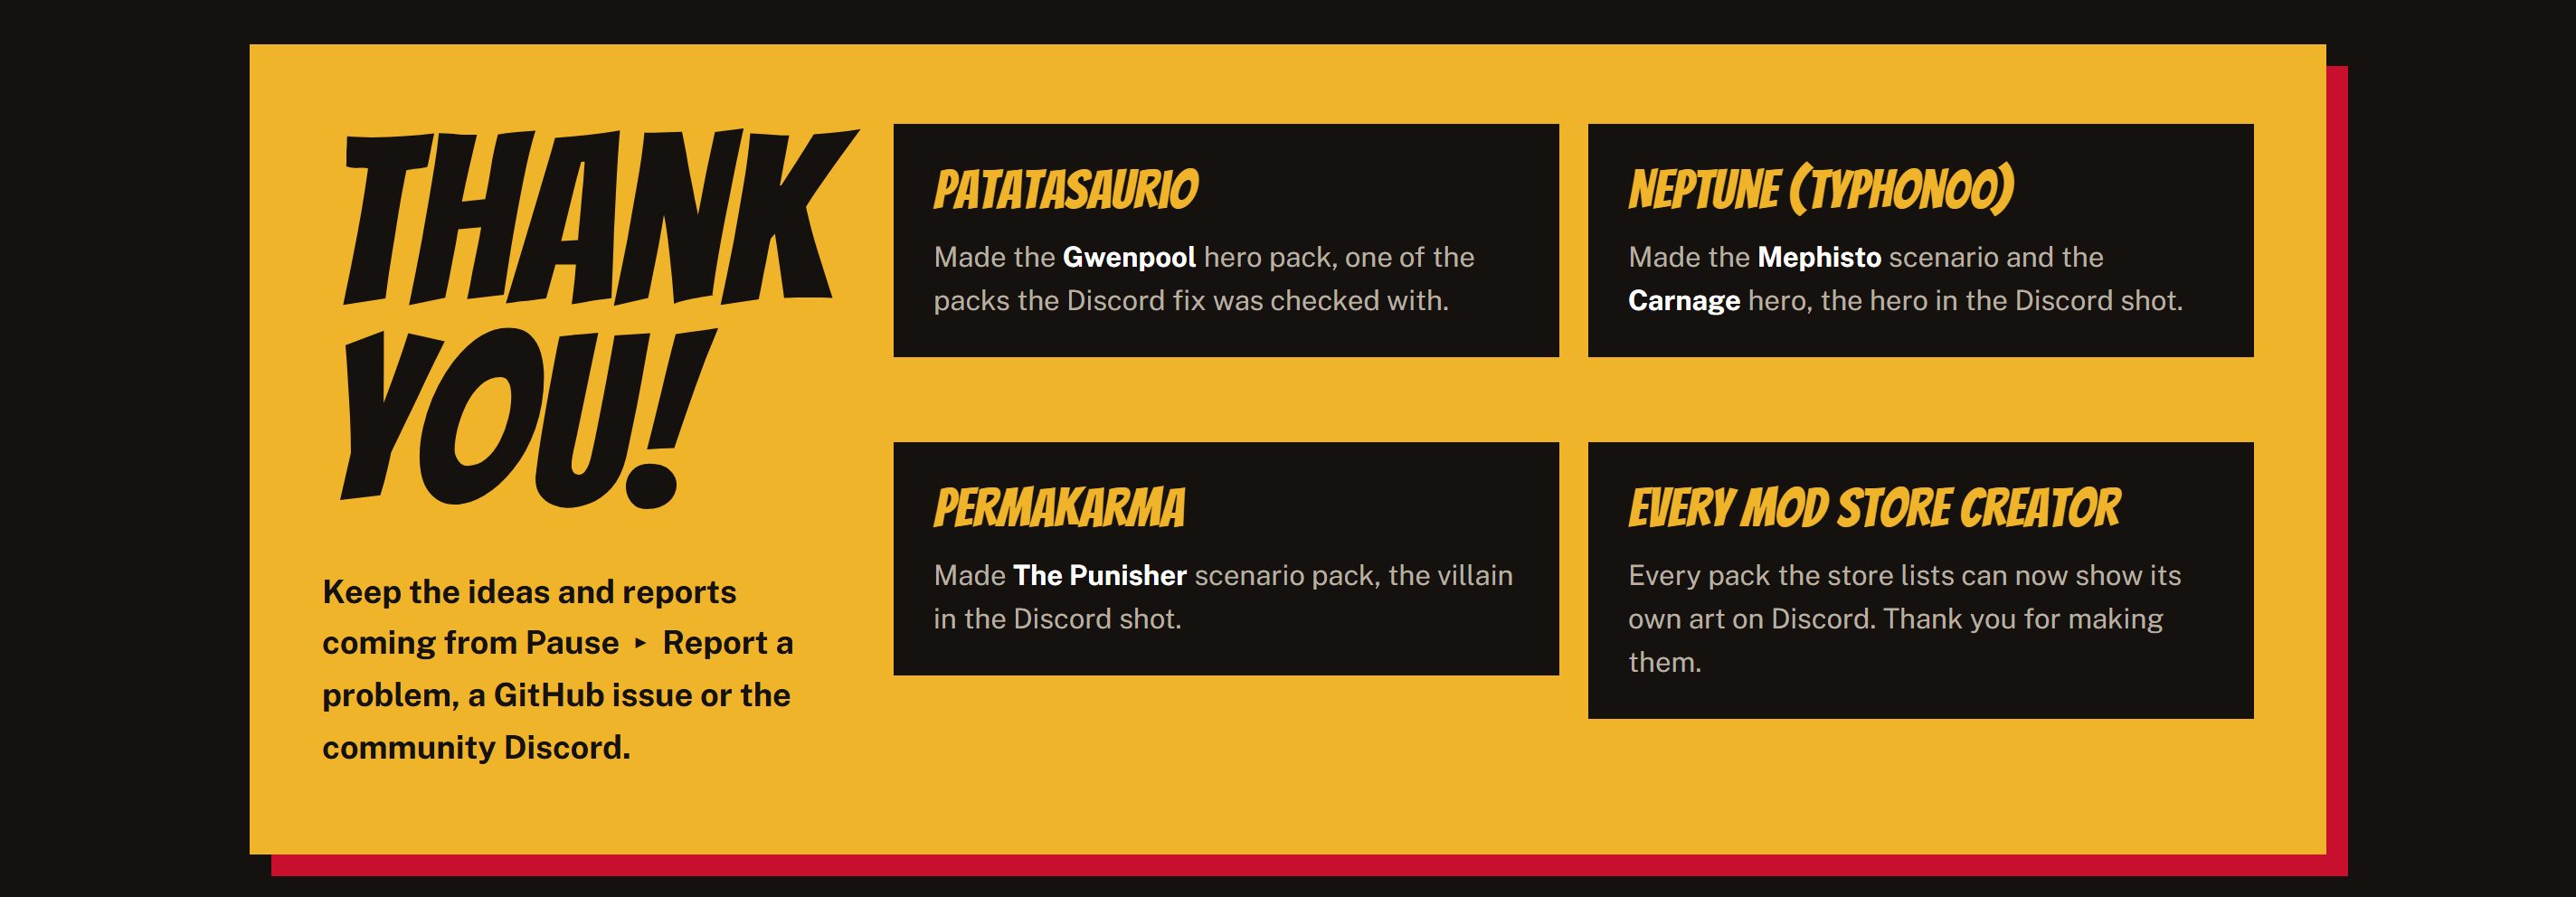 THANK
YOU!
Keep the ideas and reports
coming from Pause ▸ Report a
problem, a GitHub issue or the
community Discord.
PATATASAURIO
Made the Gwenpool hero pack, one of the
packs the Discord fix was checked with.
NEPTUNE (TYPHONOO)
Made the Mephisto scenario and the
Carnage hero, the hero in the Discord shot.
PERMAKARMA
Made The Punisher scenario pack, the villain
in the Discord shot.
EVERY MOD STORE CREATOR
Every pack the store lists can now show its
own art on Discord. Thank you for making
them.